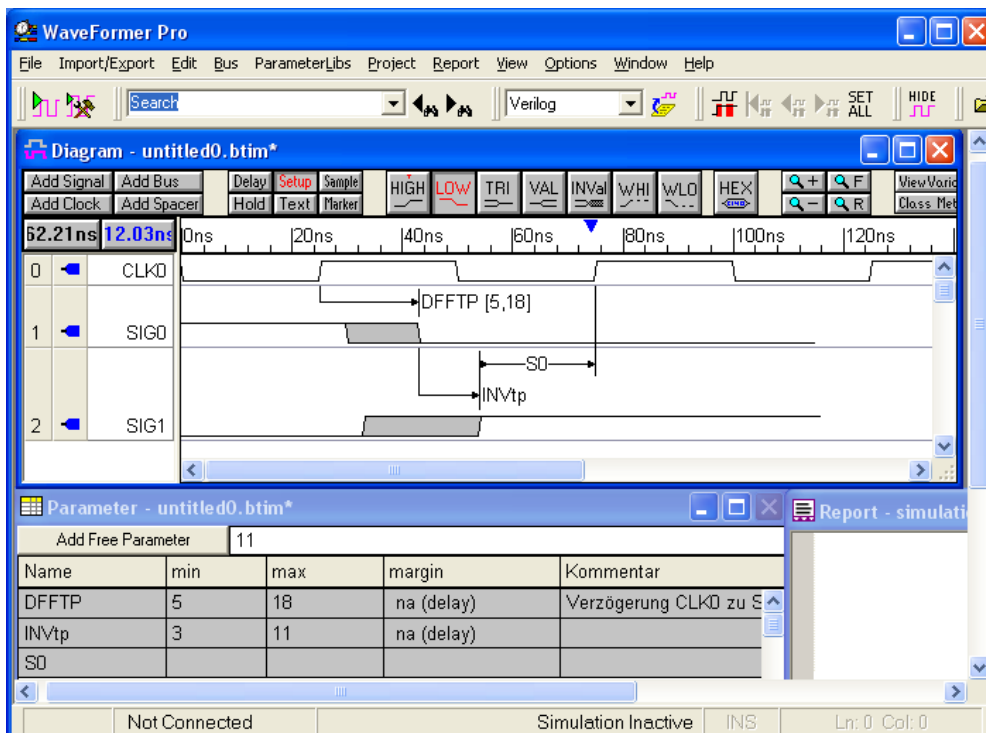 WaveFormer Pro
File Import/Export Edit Bus ParameterLibs Project Report View Options Window Help
Search Verilog SET ALL HIDE
Diagram - untitled0.btim*
Add Signal Add Bus Delay Setup Sample HIGH LOW TRI VAL INVal WHI WLO HEX + F
Add Clock Add Spacer Hold Text Marker - R
62.21ns 12.03ns 0ns 20ns 40ns 60ns 80ns 100ns 120ns
0 CLK0
DFFTP [5,18]
1 SIG0
S0
INVtp
2 SIG1
Parameter - untitled0.btim* Report - simulati
Add Free Parameter 11
Name min max margin Kommentar
DFFTP 5 18 na (delay) Verzögerung CLK0 zu S
INVtp 3 11 na (delay)
S0
Not Connected Simulation Inactive INS Ln: 0 Col: 0